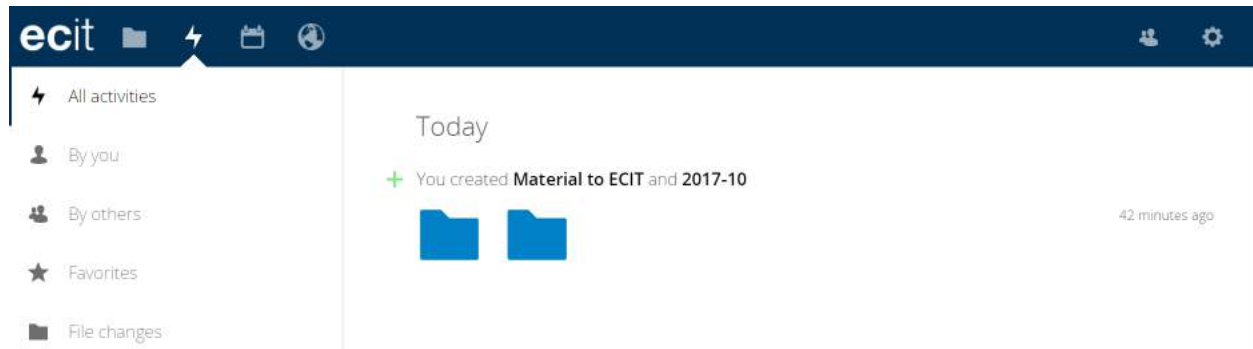 ecit
All activities
By you
By others
Favorites
File changes
Today
You created Material to ECIT and 2017-10
42 minutes ago